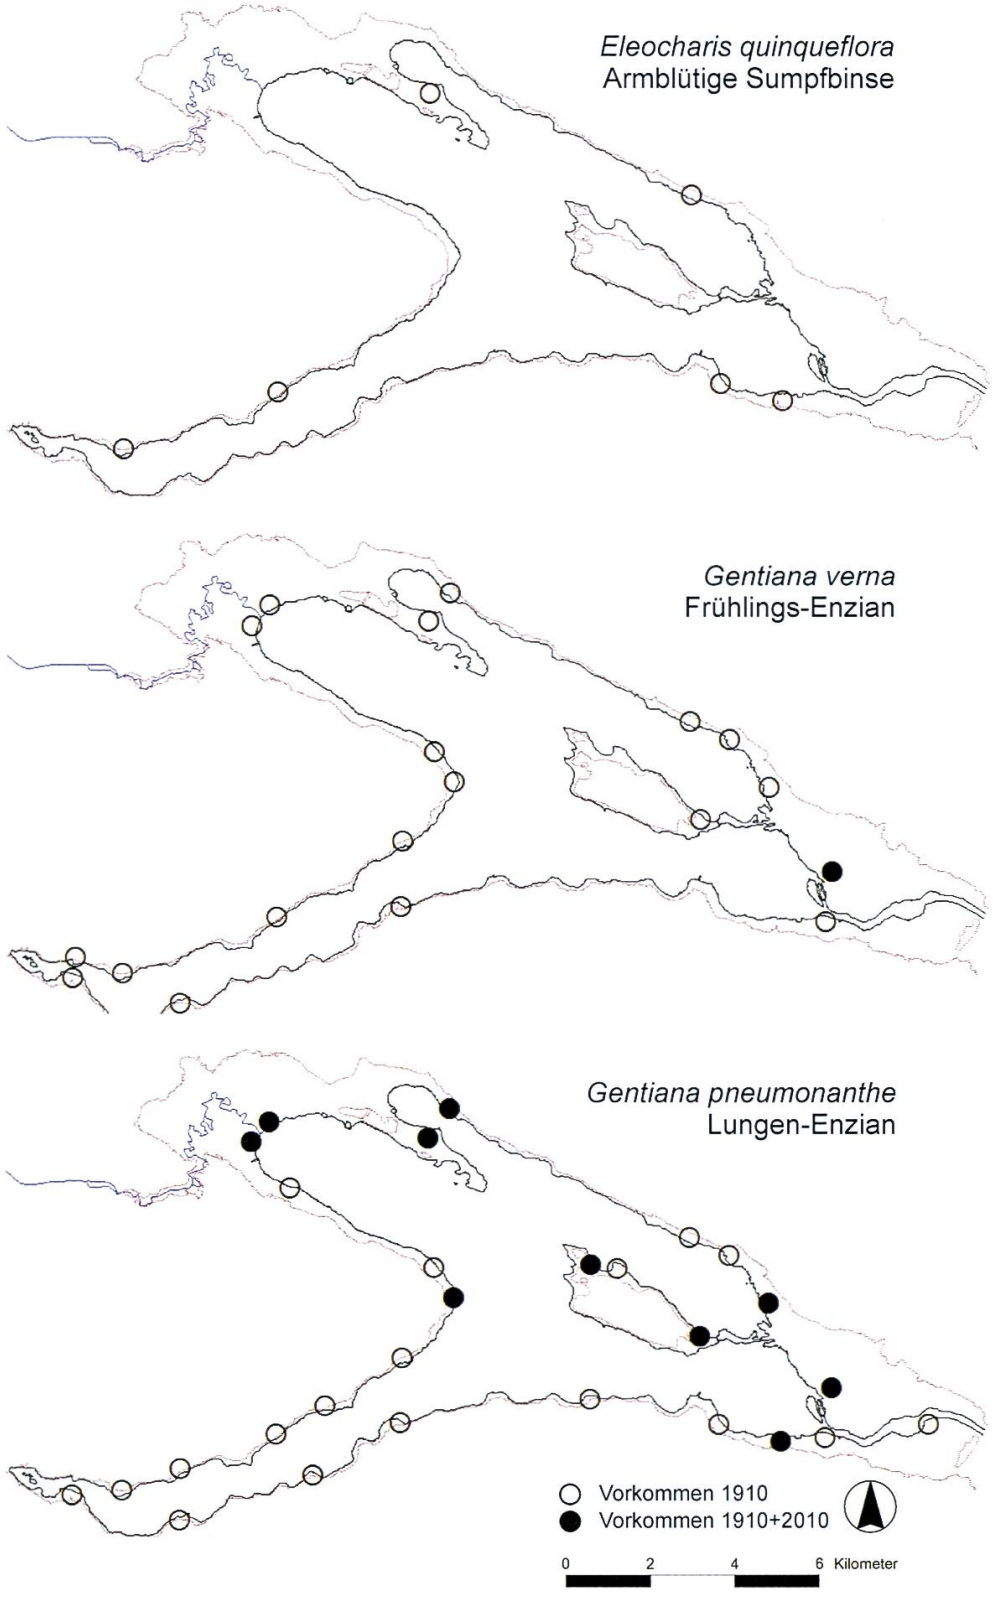 Eleocharis quinqueflora
Armblütige Sumpfbinse
Gentiana verna
Frühlings-Enzian
Gentiana pneumonanthe
Lungen-Enzian
Vorkommen 1910
Vorkommen 1910+2010
0 2 4 6 Kilometer